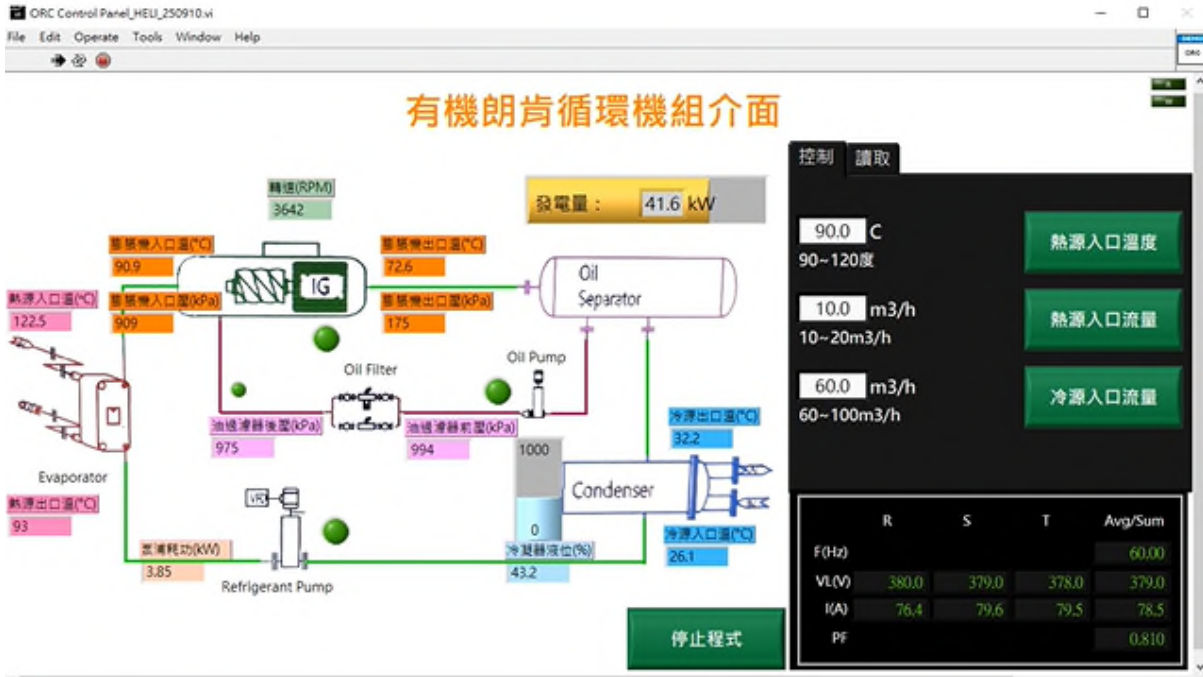 ORC Control Panel_HELI_250910.vi
File Edit Operate Tools Window Help
ORC
有機朗肯循環機組介面
轉速(RPM)
3642
發電量： 41.6 kW
膨脹機入口溫(°C)
90.9
膨脹機出口溫(°C)
72.6
IG
Oil
Separator
熱源入口溫(°C)
122.5
膨脹機入口壓(kPa)
909
膨脹機出口壓(kPa)
175
Oil Filter
Oil Pump
油過濾器後壓(kPa)
975
油過濾器前壓(kPa)
994
冷源出口溫(°C)
32.2
1000
Evaporator
Condenser
熱源出口溫(°C)
93
VFD
0
冷源入口溫(°C)
26.1
泵浦耗功(kW)
3.85
冷凝器液位(%)
43.2
Refrigerant Pump
停止程式
控制 讀取
90.0 C
90~120度
熱源入口溫度
10.0 m3/h
10~20m3/h
熱源入口流量
60.0 m3/h
60~100m3/h
冷源入口流量
R S T Avg/Sum
F(Hz) 60.00
VL(V) 380.0 379.0 378.0 379.0
I(A) 76.4 79.6 79.5 78.5
PF 0.810